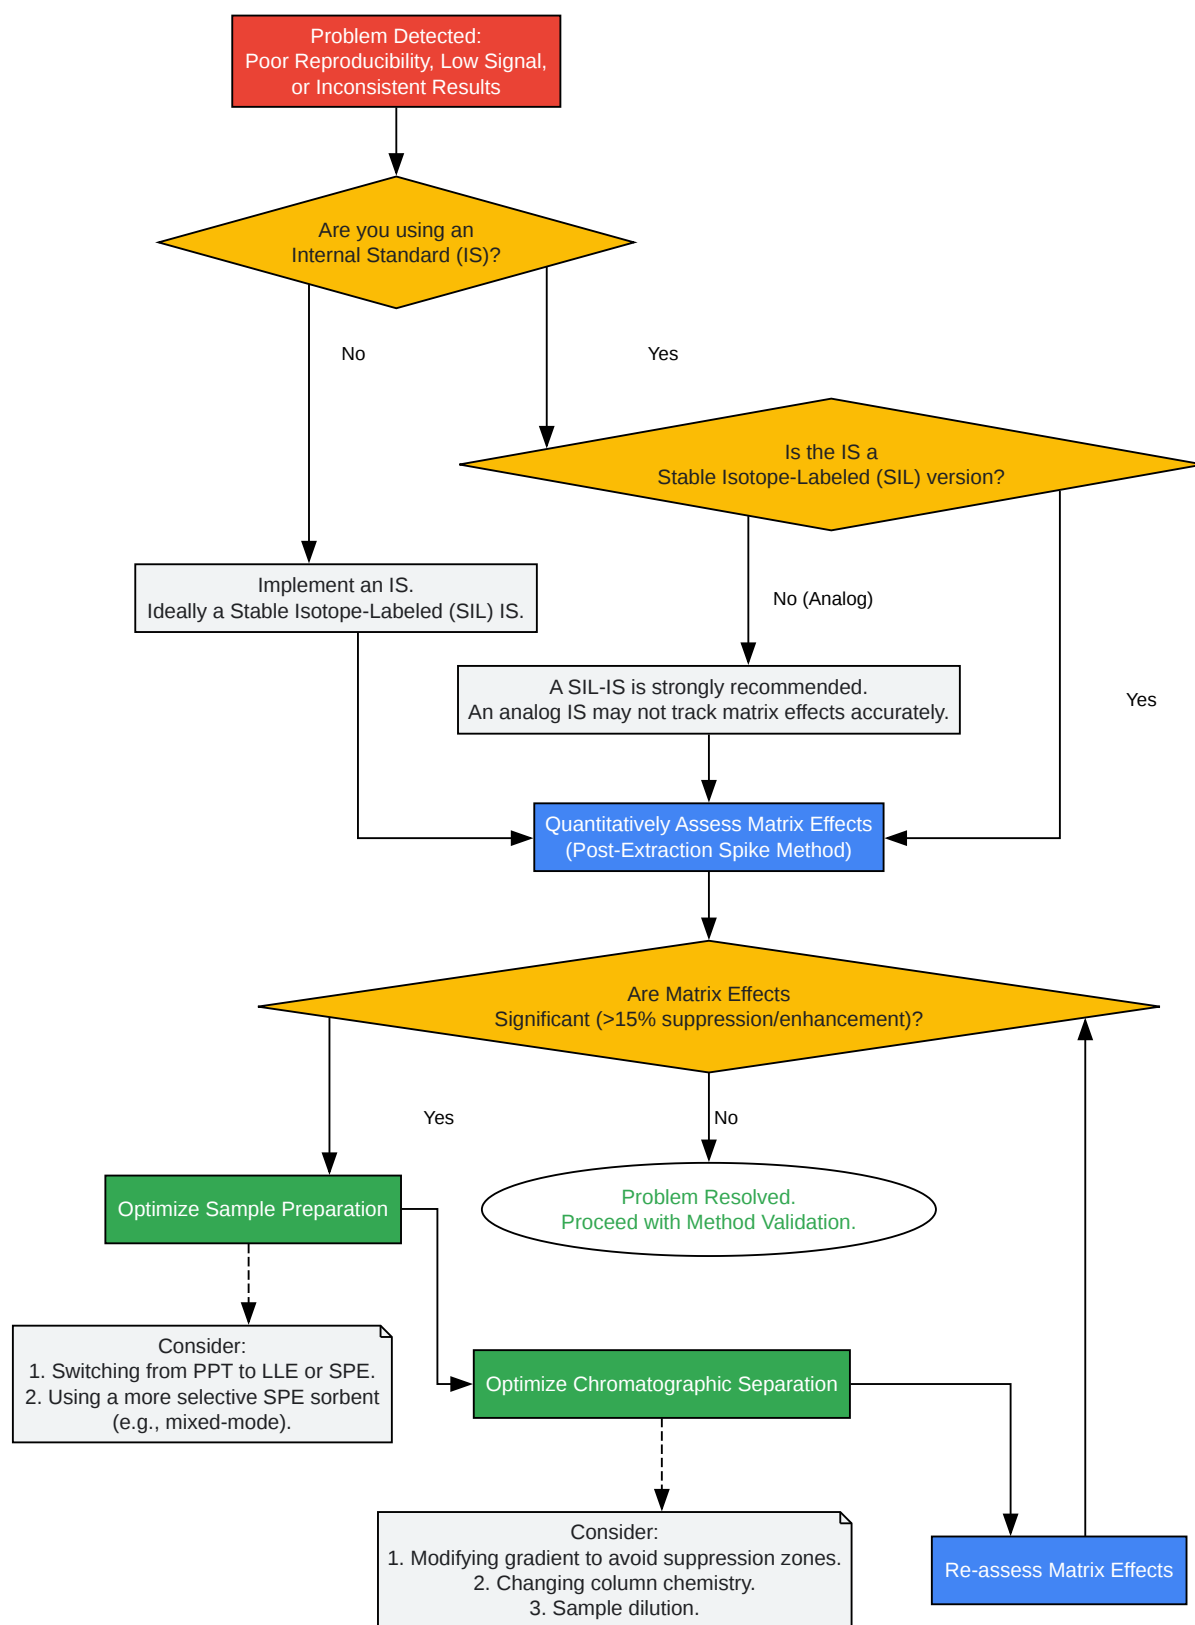 Problem Detected:
Poor Reproducibility, Low Signal,
or Inconsistent Results
Are you using an
Internal Standard (IS)?
No
Yes
Is the IS a
Stable Isotope-Labeled (SIL) version?
Implement an IS.
Ideally a Stable Isotope-Labeled (SIL) IS.
No (Analog)
A SIL-IS is strongly recommended.
An analog IS may not track matrix effects accurately.
Yes
Quantitatively Assess Matrix Effects
(Post-Extraction Spike Method)
Are Matrix Effects
Significant (>15% suppression/enhancement)?
Yes
No
Optimize Sample Preparation
Problem Resolved.
Proceed with Method Validation.
Consider:
1. Switching from PPT to LLE or SPE.
2. Using a more selective SPE sorbent
(e.g., mixed-mode).
Optimize Chromatographic Separation
Consider:
1. Modifying gradient to avoid suppression zones.
2. Changing column chemistry.
3. Sample dilution.
Re-assess Matrix Effects